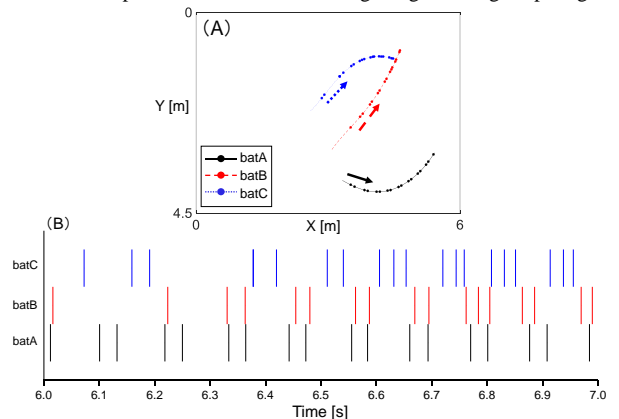 0
(A)
Y [m]
batA
batB
batC
4.5
0
X [m]
6
(B)
batC
batB
batA
6.0 6.1 6.2 6.3 6.4 6.5 6.6 6.7 6.8 6.9 7.0
Time [s]